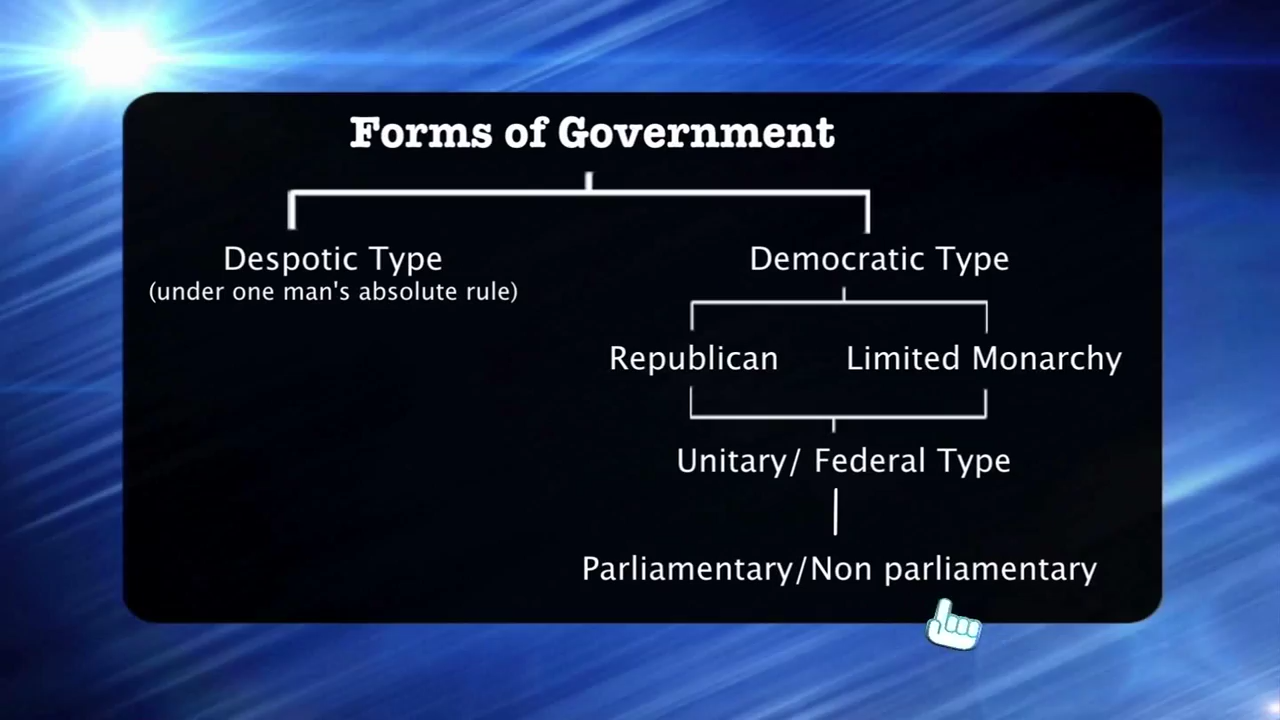 Forms of Government
Despotic Type
(under one man's absolute rule)
Democratic Type
Republican
Limited Monarchy
Unitary/ Federal Type
Parliamentary/Non parliamentary